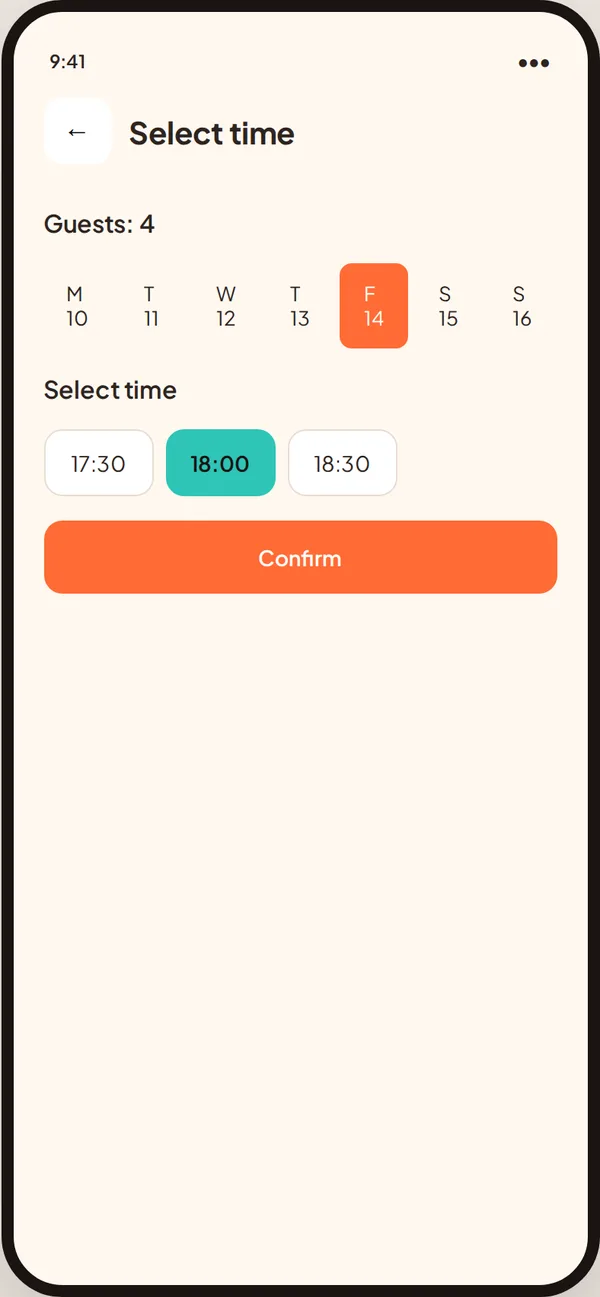 9:41 •••
← Select time
Guests: 4
M T W T F S S
10 11 12 13 14 15 16
Select time
17:30 18:00 18:30
Confirm